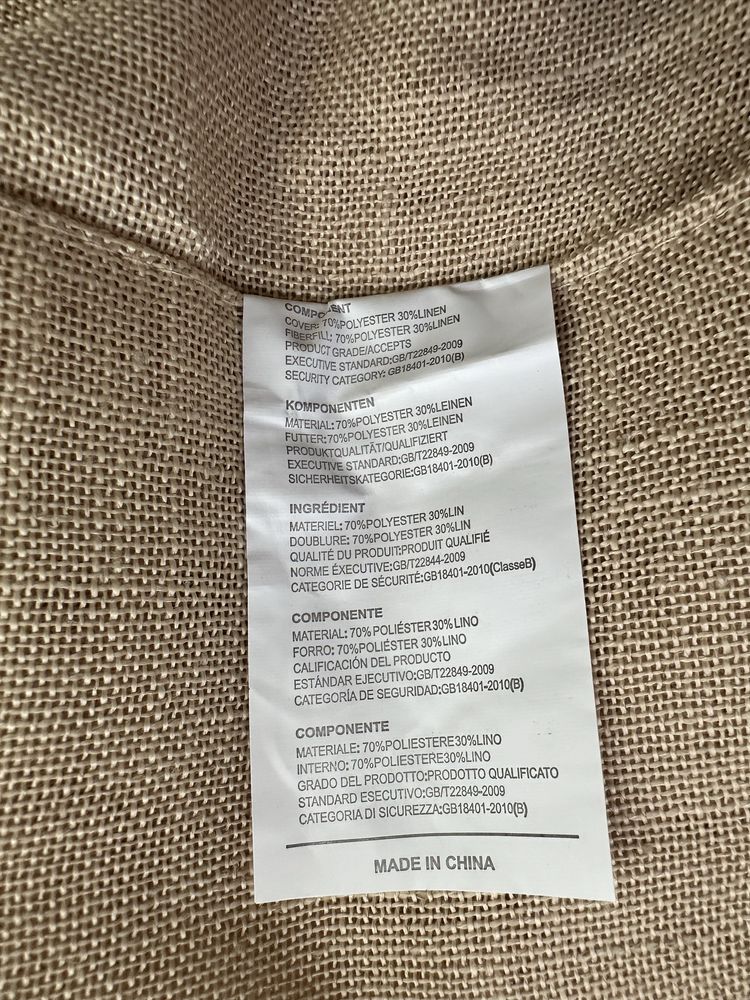 COMPONENT
COVER: 70%POLYESTER 30%LINEN
FIBERFILL: 70%POLYESTER 30%LINEN
PRODUCT GRADE/ACCEPTS
EXECUTIVE STANDARD:GB/T22849-2009
SECURITY CATEGORY: GB18401-2010(B)
KOMPONENTEN
MATERIAL: 70%POLYESTER 30%LEINEN
FUTTER: 70%POLYESTER 30%LEINEN
PRODUKTQUALITÄT/QUALIFIZIERT
EXECUTIVE STANDARD:GB/T22849-2009
SICHERHEITSKATEGORIE:GB18401-2010(B)
INGRÉDIENT
MATERIEL: 70%POLYESTER 30%LIN
DOUBLURE: 70%POLYESTER 30%LIN
QUALITÉ DU PRODUIT:PRODUIT QUALIFIÉ
NORME ÉXECUTIVE:GB/T22844-2009
CATEGORIE DE SÉCURITÉ:GB18401-2010(ClasseB)
COMPONENTE
MATERIAL: 70%POLIÉSTER 30%LINO
FORRO: 70%POLIÉSTER 30%LINO
CALIFICACIÓN DEL PRODUCTO
ESTÁNDAR EJECUTIVO:GB/T22849-2009
CATEGORÍA DE SEGURIDAD:GB18401-2010(B)
COMPONENTE
MATERIALE: 70%POLIESTERE30%LINO
INTERNO: 70%POLIESTERE30%LINO
GRADO DEL PRODOTTO:PRODOTTO QUALIFICATO
STANDARD ESECUTIVO:GB/T22849-2009
CATEGORIA DI SICUREZZA:GB18401-2010(B)
MADE IN CHINA